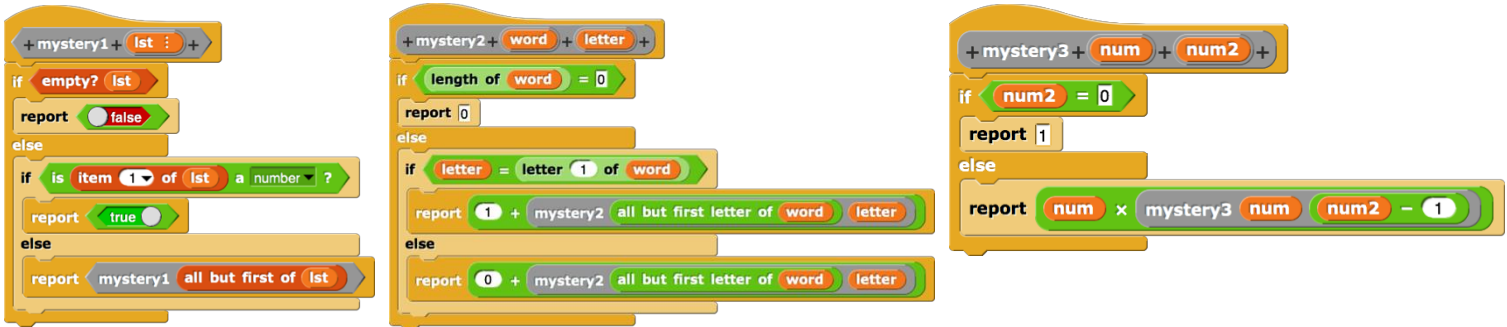 + mystery1 + lst ⋮ +
if empty? lst
report false
else
if is item 1 of lst a number ?
report true
else
report mystery1 all but first of lst
+ mystery2 + word + letter +
if length of word = 0
report 0
else
if letter = letter 1 of word
report 1 + mystery2 all but first letter of word letter
else
report 0 + mystery2 all but first letter of word letter
+ mystery3 + num + num2 +
if num2 = 0
report 1
else
report num × mystery3 num num2 - 1